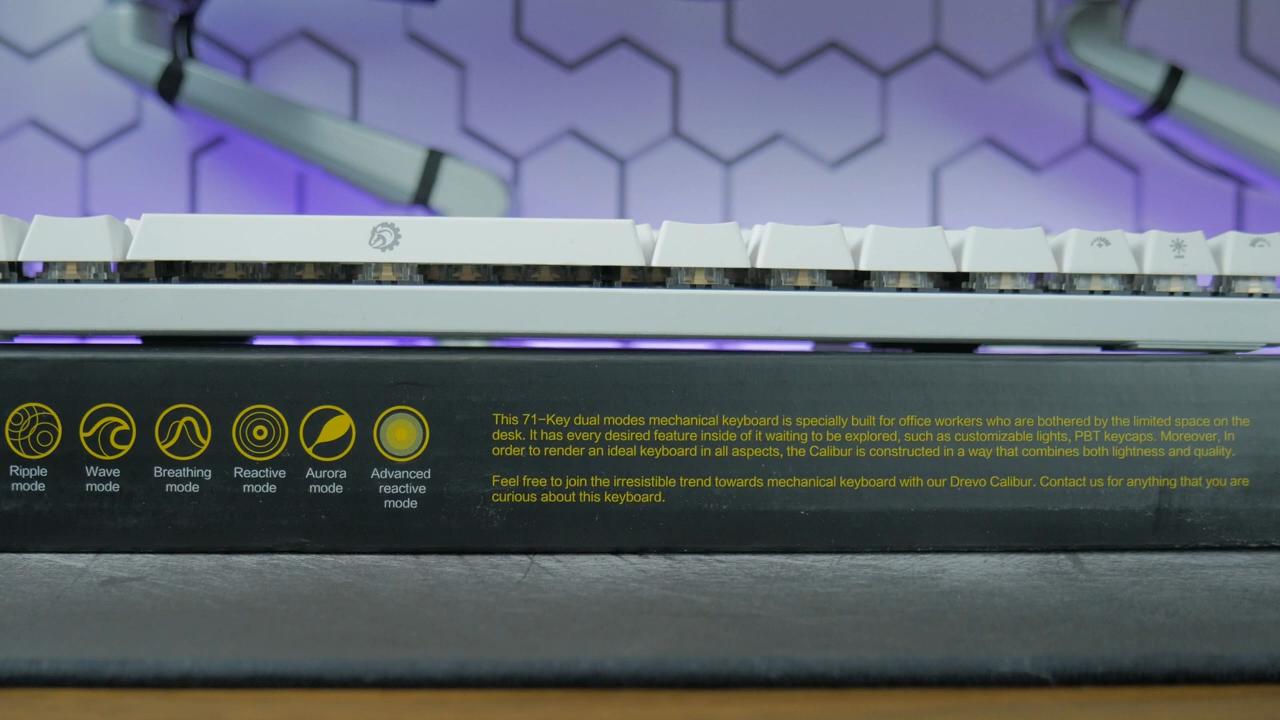 Ripple
mode
Wave
mode
Breathing
mode
Reactive
mode
Aurora
mode
Advanced
reactive
mode
This 71-Key dual modes mechanical keyboard is specially built for office workers who are bothered by the limited space on the
desk. It has every desired feature inside of it waiting to be explored, such as customizable lights, PBT keycaps. Moreover, in
order to render an ideal keyboard in all aspects, the Calibur is constructed in a way that combines both lightness and quality.
Feel free to join the irresistible trend towards mechanical keyboard with our Drevo Calibur. Contact us for anything that you are
curious about this keyboard.